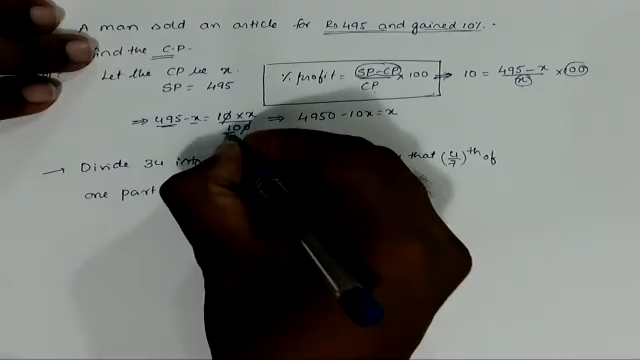 A man sold an article for Rs 495 and gained 10%.
find the C.P.
Let the CP be x.
SP = 495
% profit = SP-CP / CP × 100 ⇒ 10 = 495 - x / x × 100
⇒ 495 - x = 10 × x / 100 ⇒ 4950 - 10x = x
→ Divide 34 into that (4/7)th of
one part